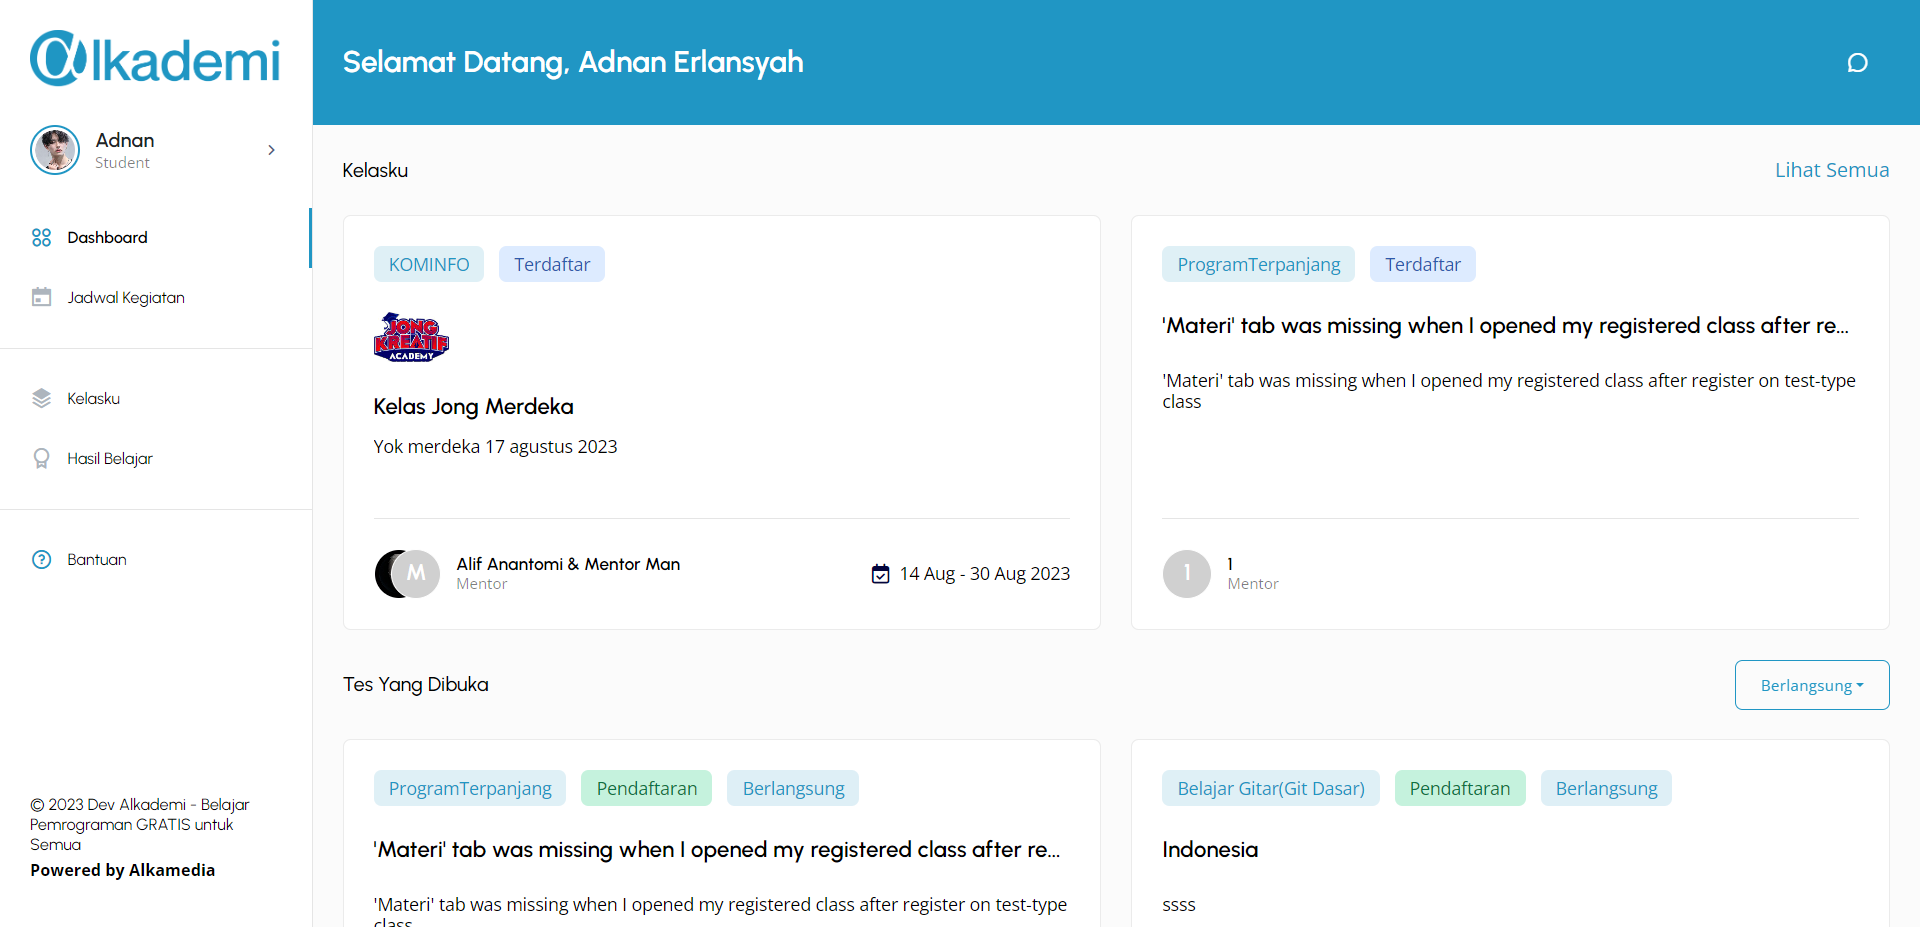 alkademi
Selamat Datang, Adnan Erlansyah
Adnan
Student
Dashboard
Jadwal Kegiatan
Kelasku
Hasil Belajar
Bantuan
© 2023 Dev Alkademi - Belajar
Pemrograman GRATIS untuk
Semua
Powered by Alkamedia
Kelasku
Lihat Semua
KOMINFO
Terdaftar
JONG
KREATIF
ACADEMY
Kelas Jong Merdeka
Yok merdeka 17 agustus 2023
M
Alif Anantomi & Mentor Man
Mentor
14 Aug - 30 Aug 2023
ProgramTerpanjang
Terdaftar
'Materi' tab was missing when I opened my registered class after re...
'Materi' tab was missing when I opened my registered class after register on test-type
class
1
1
Mentor
Tes Yang Dibuka
Berlangsung
ProgramTerpanjang
Pendaftaran
Berlangsung
'Materi' tab was missing when I opened my registered class after re...
'Materi' tab was missing when I opened my registered class after register on test-type
class
Belajar Gitar(Git Dasar)
Pendaftaran
Berlangsung
Indonesia
ssss